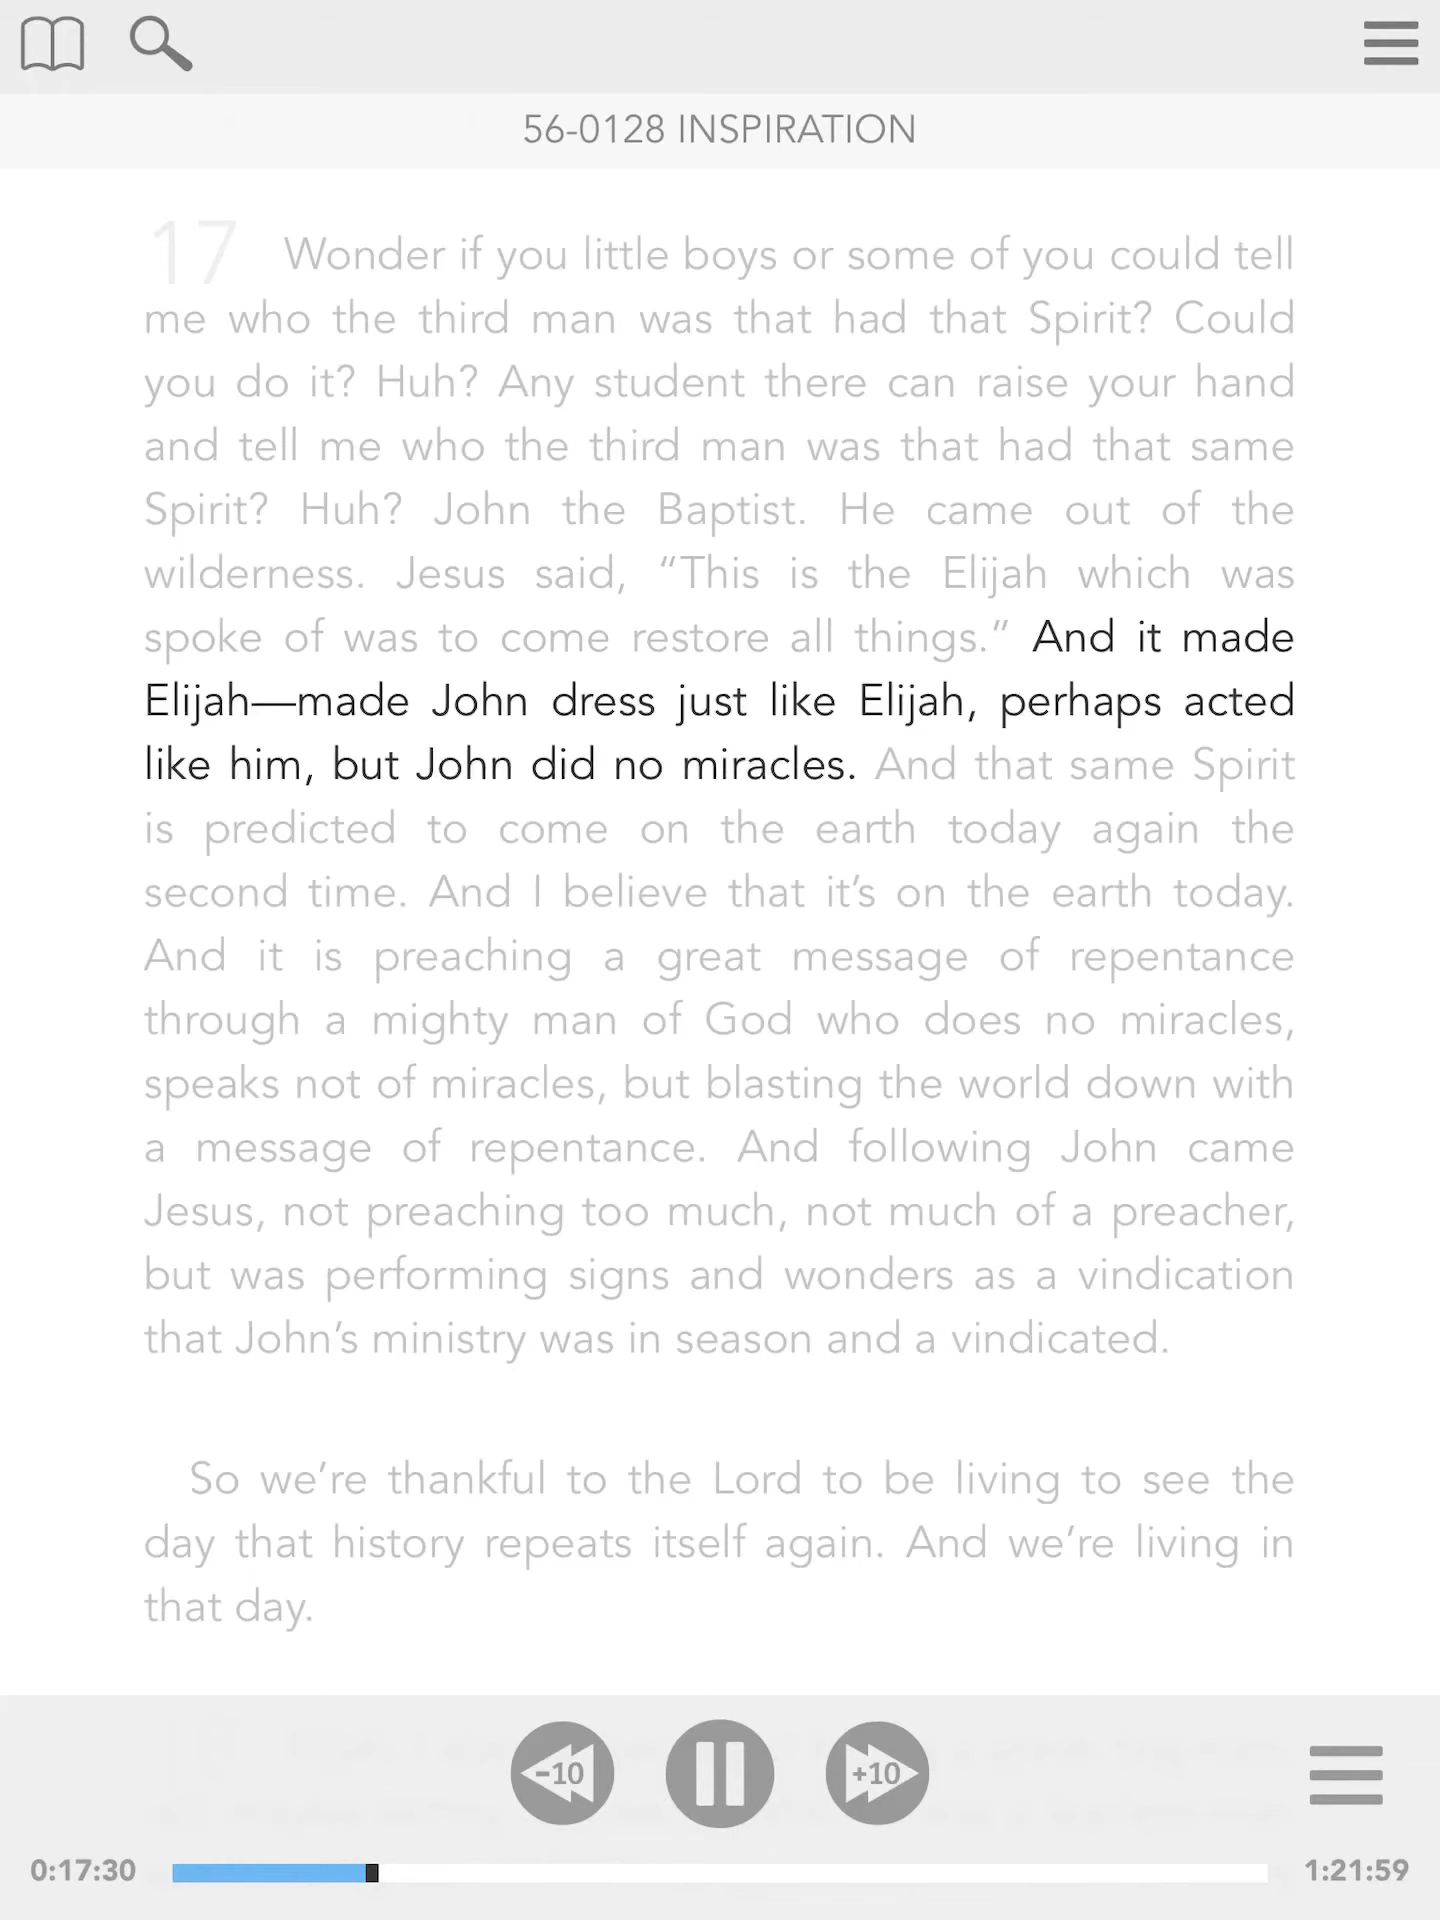 56-0128 INSPIRATION
17 Wonder if you little boys or some of you could tell
me who the third man was that had that Spirit? Could
you do it? Huh? Any student there can raise your hand
and tell me who the third man was that had that same
Spirit? Huh? John the Baptist. He came out of the
wilderness. Jesus said, “This is the Elijah which was
spoke of was to come restore all things.” And it made
Elijah—made John dress just like Elijah, perhaps acted
like him, but John did no miracles. And that same Spirit
is predicted to come on the earth today again the
second time. And I believe that it’s on the earth today.
And it is preaching a great message of repentance
through a mighty man of God who does no miracles,
speaks not of miracles, but blasting the world down with
a message of repentance. And following John came
Jesus, not preaching too much, not much of a preacher,
but was performing signs and wonders as a vindication
that John’s ministry was in season and a vindicated.
So we’re thankful to the Lord to be living to see the
day that history repeats itself again. And we’re living in
that day.
-10 +10
0:17:30 1:21:59